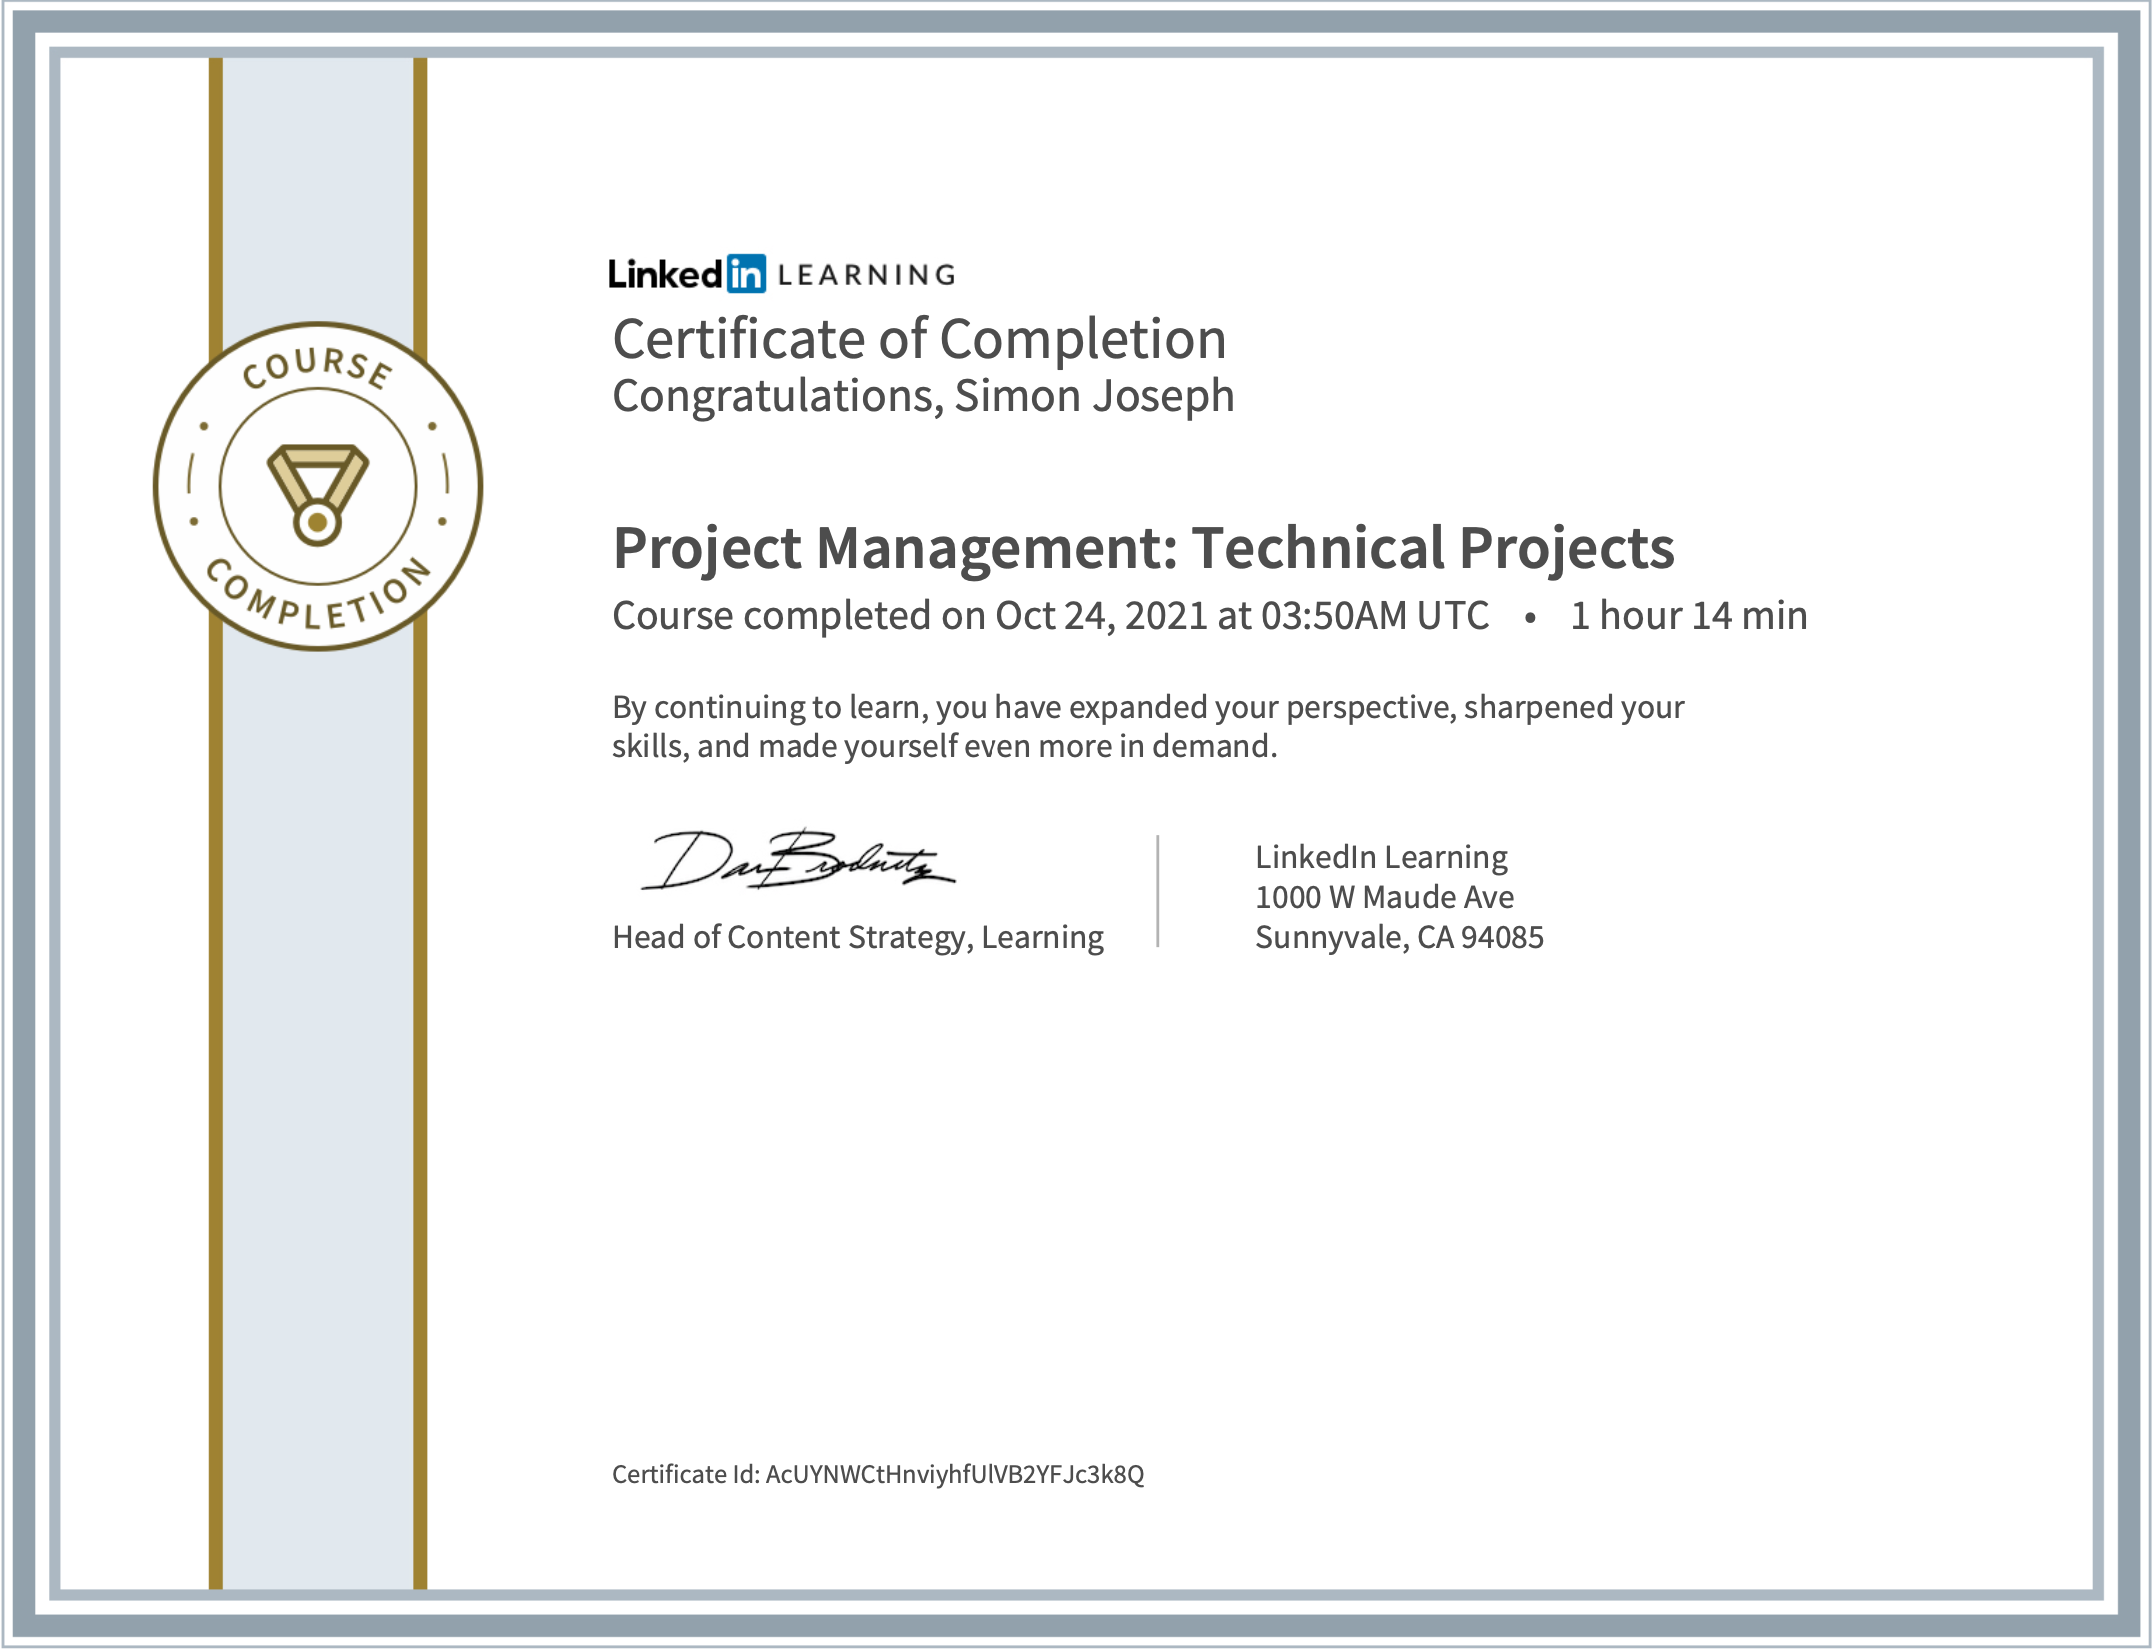 COURSE
COMPLETION
Linked in LEARNING
Certificate of Completion
Congratulations, Simon Joseph
Project Management: Technical Projects
Course completed on Oct 24, 2021 at 03:50AM UTC • 1 hour 14 min
By continuing to learn, you have expanded your perspective, sharpened your
skills, and made yourself even more in demand.
Dan Brodnitz
Head of Content Strategy, Learning
LinkedIn Learning
1000 W Maude Ave
Sunnyvale, CA 94085
Certificate Id: AcUYNWCtHnviyhfUlVB2YFJc3k8Q